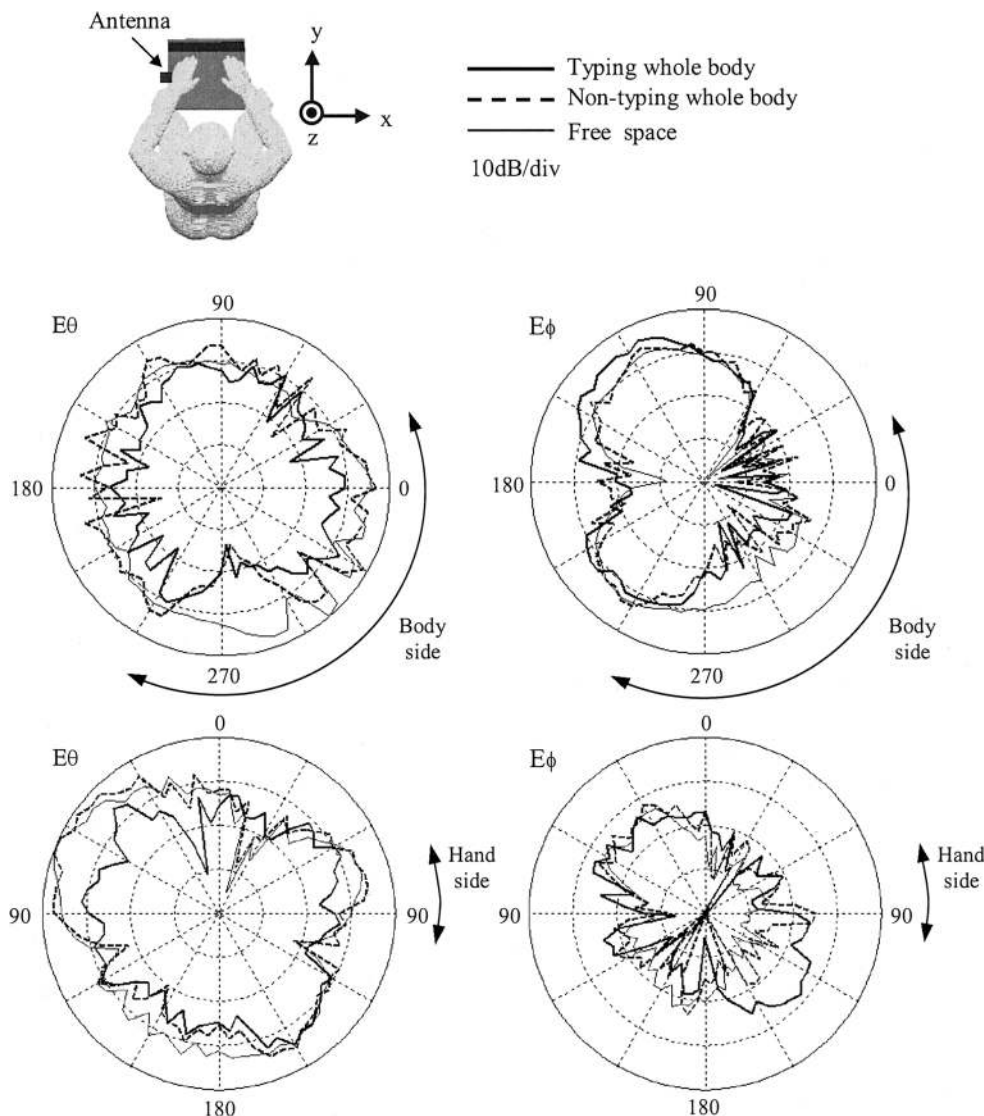 Antenna
y
x
z
Typing whole body
Non-typing whole body
Free space
10dB/div
Eθ
90
180
0
270
Body
side
Eϕ
90
180
0
270
Body
side
Eθ
0
90
90
180
Hand
side
Eϕ
0
90
90
180
Hand
side